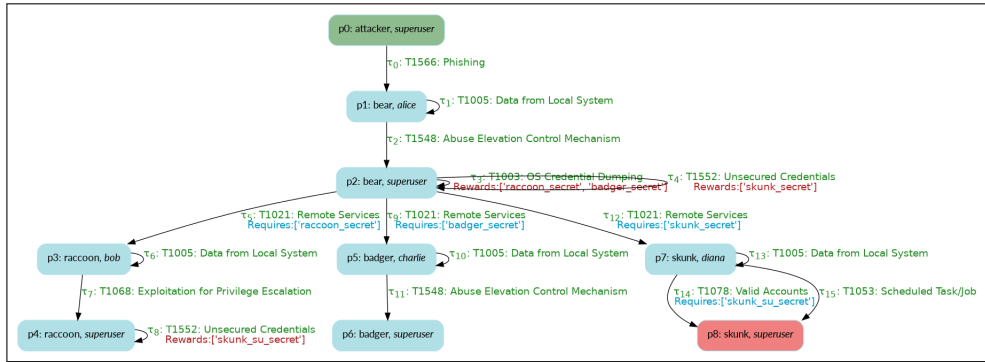 p0: attacker, superuser
τ0: T1566: Phishing
p1: bear, alice
τ1: T1005: Data from Local System
τ2: T1548: Abuse Elevation Control Mechanism
p2: bear, superuser
τ3: T1003: OS Credential Dumping
Rewards:['raccoon_secret', 'badger_secret']
τ4: T1552: Unsecured Credentials
Rewards:['skunk_secret']
τ5: T1021: Remote Services
Requires:['raccoon_secret']
τ9: T1021: Remote Services
Requires:['badger_secret']
τ12: T1021: Remote Services
Requires:['skunk_secret']
p3: raccoon, bob
τ6: T1005: Data from Local System
p5: badger, charlie
τ10: T1005: Data from Local System
p7: skunk, diana
τ13: T1005: Data from Local System
τ7: T1068: Exploitation for Privilege Escalation
τ11: T1548: Abuse Elevation Control Mechanism
τ14: T1078: Valid Accounts
Requires:['skunk_su_secret']
τ15: T1053: Scheduled Task/Job
p4: raccoon, superuser
τ8: T1552: Unsecured Credentials
Rewards:['skunk_su_secret']
p6: badger, superuser
p8: skunk, superuser